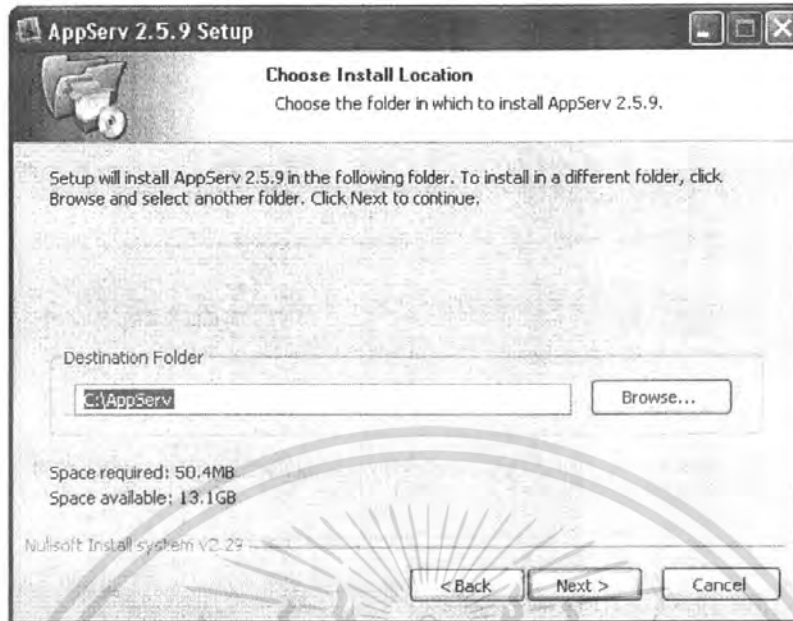 AppServ 2.5.9 Setup
Choose Install Location
Choose the folder in which to install AppServ 2.5.9.
Setup will install AppServ 2.5.9 in the following folder. To install in a different folder, click
Browse and select another folder. Click Next to continue.
Destination Folder
C:\AppServ
Browse...
Space required: 50.4MB
Space available: 13.1GB
Nullsoft Install system v2.29
< Back
Next >
Cancel